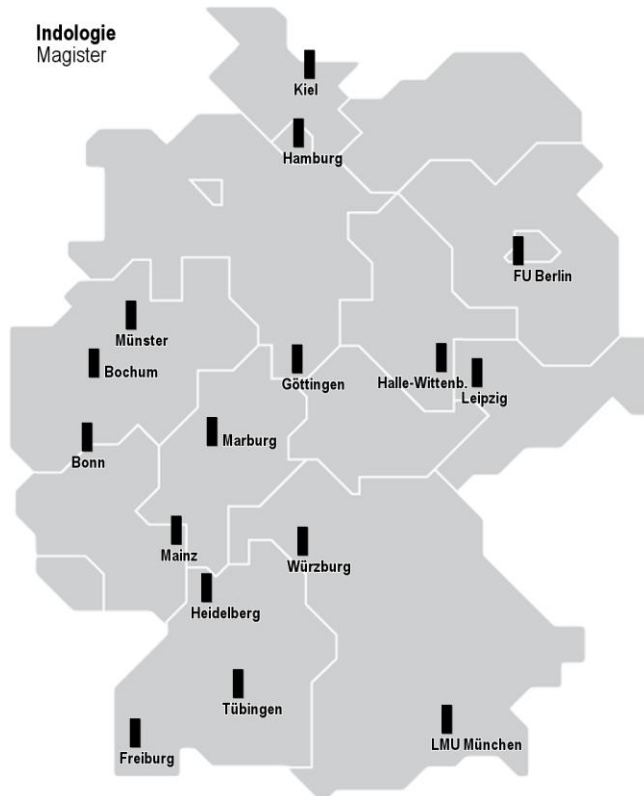 Indologie
Magister
Kiel
Hamburg
FU Berlin
Münster
Bochum
Göttingen
Halle-Wittenb.
Leipzig
Marburg
Bonn
Mainz
Würzburg
Heidelberg
Tübingen
LMU München
Freiburg